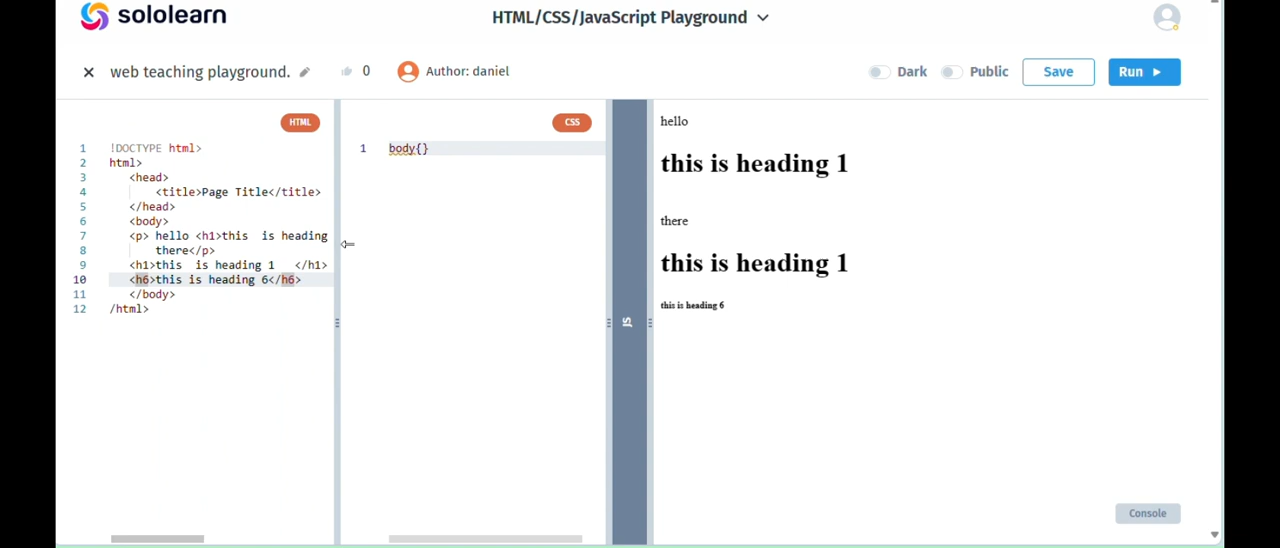 sololearn
HTML/CSS/JavaScript Playground
web teaching playground.
0
Author: daniel
Dark
Public
Save
Run
HTML
1 !DOCTYPE html>
2 html>
3 <head>
4 <title>Page Title</title>
5 </head>
6 <body>
7 <p> hello <h1>this  is heading
8 there</p>
9 <h1>this  is heading 1   </h1>
10 <h6>this is heading 6</h6>
11 </body>
12 /html>
CSS
1 body{}
JS
hello
this is heading 1
there
this is heading 1
this is heading 6
Console